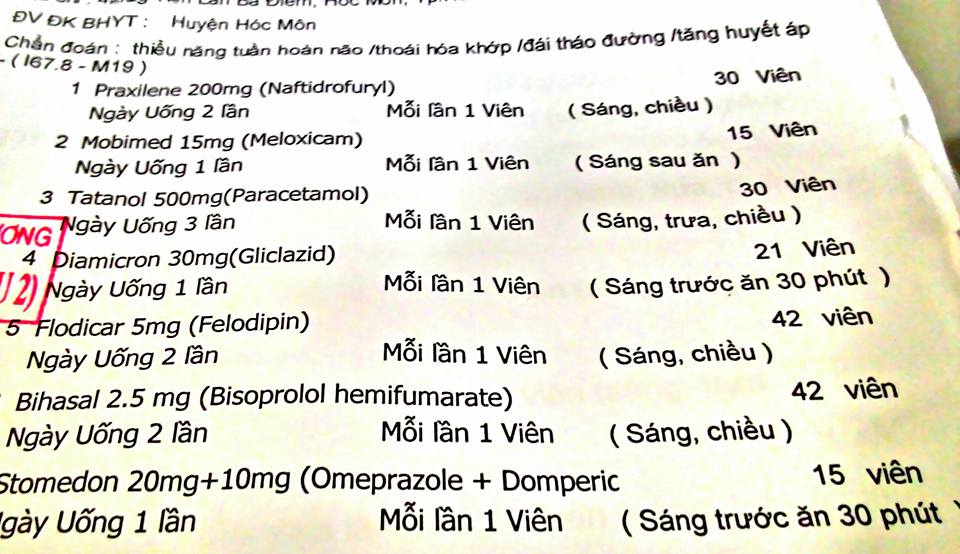 ĐV ĐK BHYT : Huyện Hóc Môn
Chẩn đoán : thiểu năng tuần hoàn não /thoái hóa khớp /đái tháo đường /tăng huyết áp
- ( I67.8 - M19 )
1 Praxilene 200mg (Naftidrofuryl) 30 Viên
Ngày Uống 2 lần Mỗi lần 1 Viên ( Sáng, chiều )
2 Mobimed 15mg (Meloxicam) 15 Viên
Ngày Uống 1 lần Mỗi lần 1 Viên ( Sáng sau ăn )
3 Tatanol 500mg(Paracetamol) 30 Viên
Ngày Uống 3 lần Mỗi lần 1 Viên ( Sáng, trưa, chiều )
ƯƠNG
4 Diamicron 30mg(Gliclazid) 21 Viên
Ngày Uống 1 lần Mỗi lần 1 Viên ( Sáng trước ăn 30 phút )
U 2)
5 Flodicar 5mg (Felodipin) 42 viên
Ngày Uống 2 lần Mỗi lần 1 Viên ( Sáng, chiều )
Bihasal 2.5 mg (Bisoprolol hemifumarate) 42 viên
Ngày Uống 2 lần Mỗi lần 1 Viên ( Sáng, chiều )
Stomedon 20mg+10mg (Omeprazole + Domperic 15 viên
Ngày Uống 1 lần Mỗi lần 1 Viên ( Sáng trước ăn 30 phút )